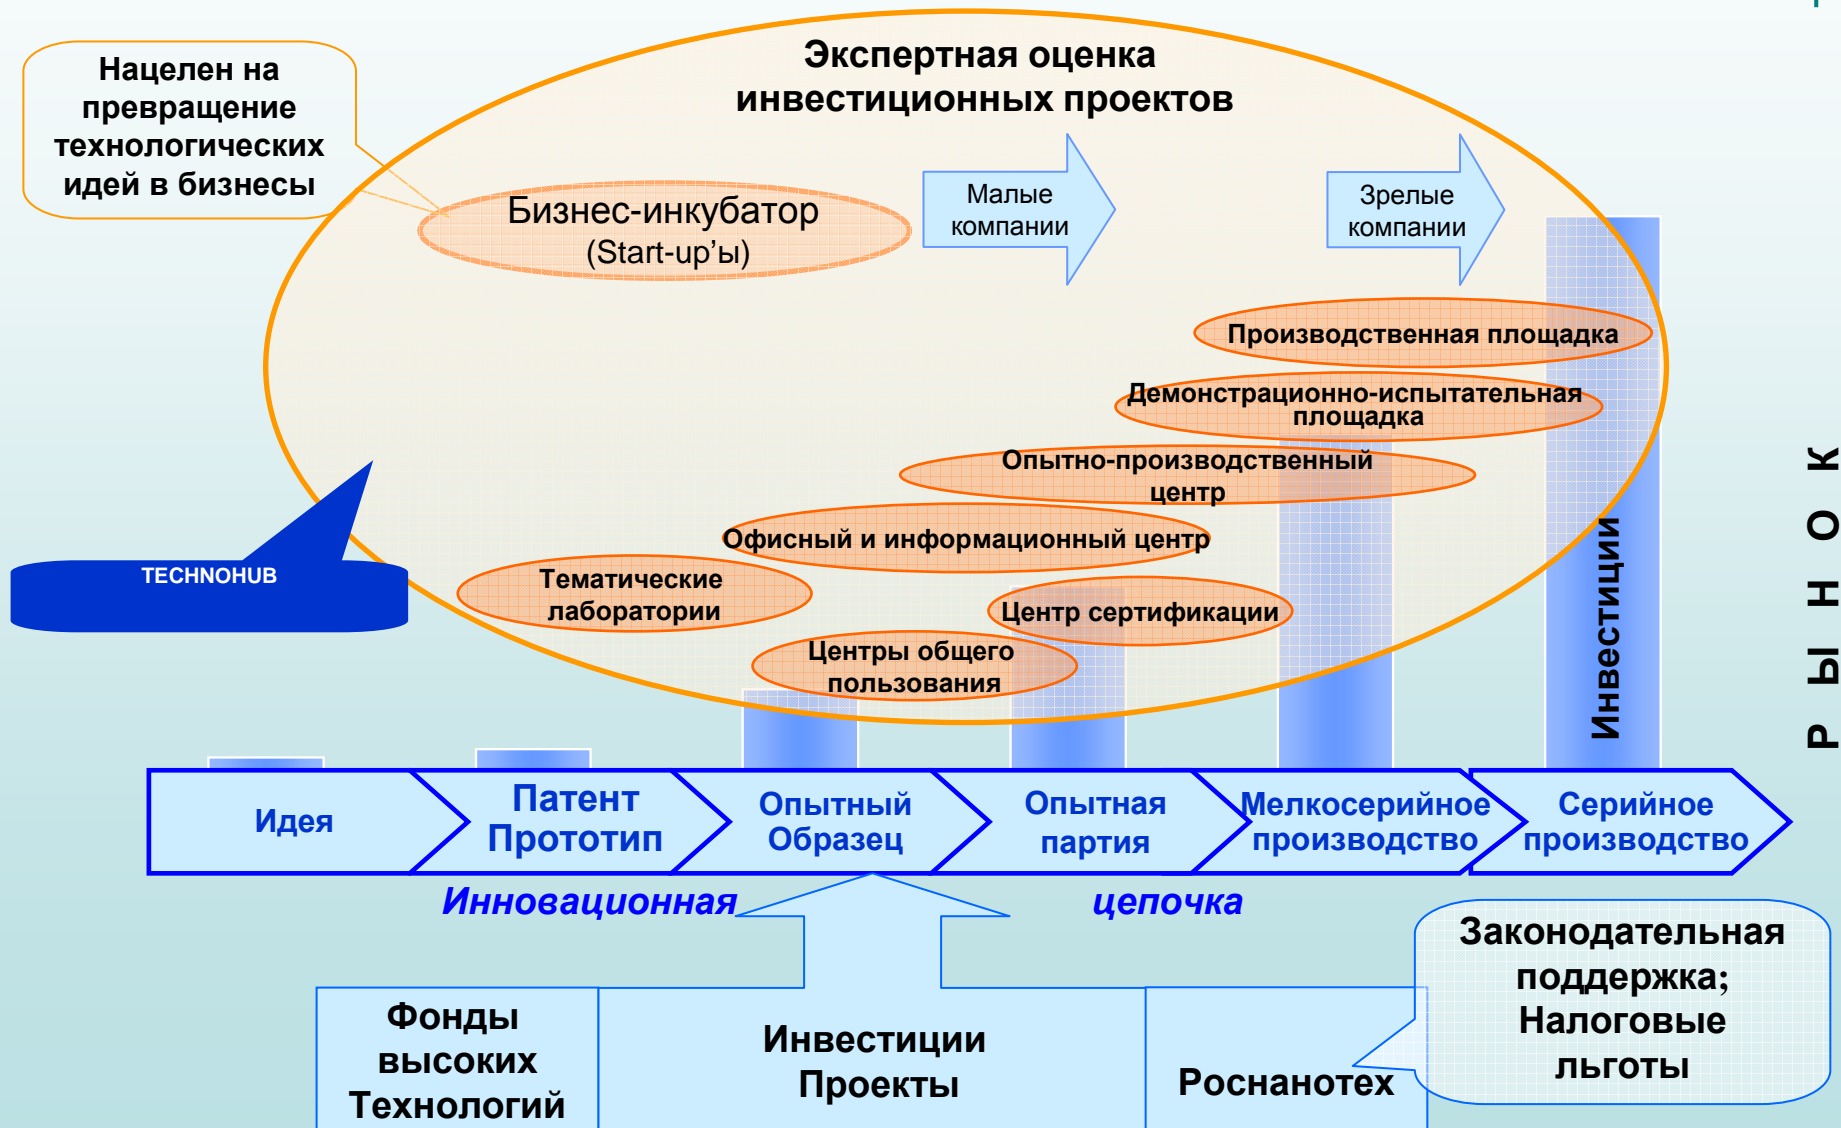 Экспертная оценка
инвестиционных проектов
Нацелен на
превращение
технологических
идей в бизнесы
Бизнес-инкубатор
(Start-up’ы)
Малые
компании
Зрелые
компании
Производственная площадка
Демонстрационно-испытательная
площадка
Опытно-производственный
центр
Офисный и информационный центр
TECHNOHUB
Тематические
лаборатории
Центр сертификации
Центры общего
пользования
Инвестиции
Р Ы Н О К
Идея
Патент
Прототип
Опытный
Образец
Опытная
партия
Мелкосерийное
производство
Серийное
производство
Инновационная цепочка
Фонды
высоких
Технологий
Инвестиции
Проекты
Роснанотех
Законодательная
поддержка;
Налоговые
льготы